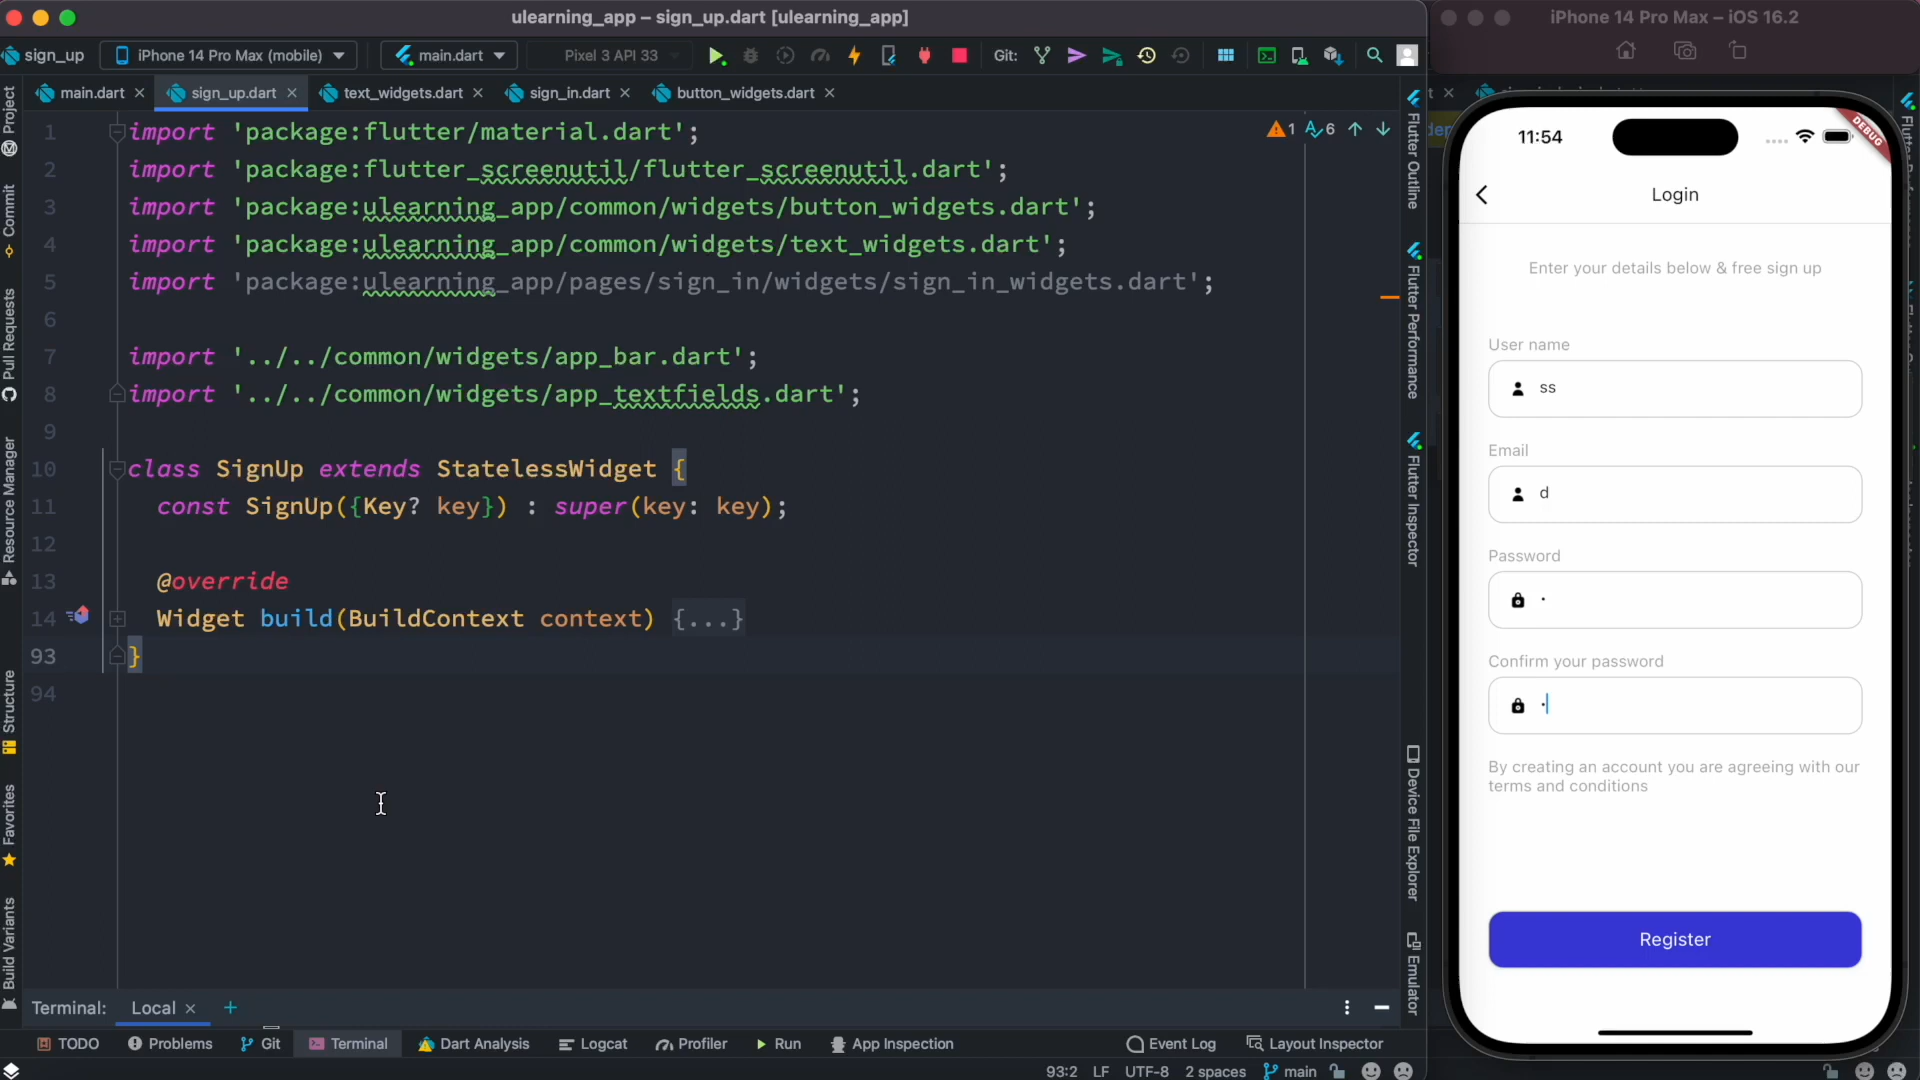 ulearning_app – sign_up.dart [ulearning_app]
sign_up
iPhone 14 Pro Max (mobile)
main.dart
Pixel 3 API 33
Git:
main.dart
sign_up.dart
text_widgets.dart
sign_in.dart
button_widgets.dart
1 import 'package:flutter/material.dart';
2 import 'package:flutter_screenutil/flutter_screenutil.dart';
3 import 'package:ulearning_app/common/widgets/button_widgets.dart';
4 import 'package:ulearning_app/common/widgets/text_widgets.dart';
5 import 'package:ulearning_app/pages/sign_in/widgets/sign_in_widgets.dart';
6
7 import '../../common/widgets/app_bar.dart';
8 import '../../common/widgets/app_textfields.dart';
9
10 class SignUp extends StatelessWidget {
11 const SignUp({Key? key}) : super(key: key);
12
13 @override
14 Widget build(BuildContext context) {...}
93 }
94
1 6
Project
Commit
Pull Requests
Resource Manager
Structure
Favorites
Build Variants
Flutter Outline
Flutter Performance
Flutter Inspector
Device File Explorer
Emulator
Terminal: Local
TODO
Problems
Git
Terminal
Dart Analysis
Logcat
Profiler
Run
App Inspection
Event Log
Layout Inspector
93:2 LF UTF-8 2 spaces main
iPhone 14 Pro Max – iOS 16.2
11:54
DEBUG
Login
Enter your details below & free sign up
User name
ss
Email
d
Password
Confirm your password
By creating an account you are agreeing with our
terms and conditions
Register